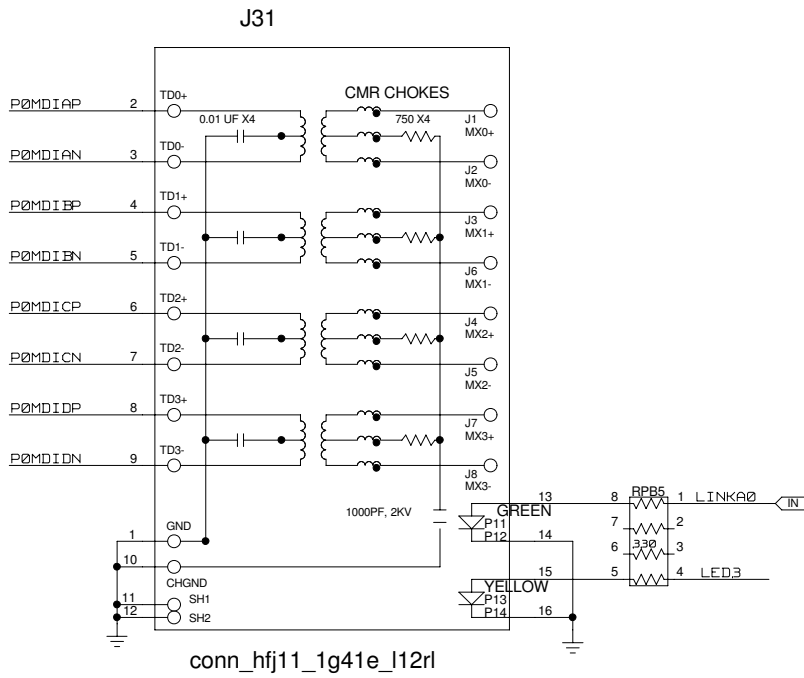 J31
P0MDIAP 2 TD0+ CMR CHOKES
0.01 UF X4 750 X4 J1
MX0+
P0MDIAN 3 TD0- J2
MX0-
P0MDIBP 4 TD1+ J3
MX1+
P0MDIBN 5 TD1- J6
MX1-
P0MDICP 6 TD2+ J4
MX2+
P0MDICN 7 TD2- J5
MX2-
P0MDIDP 8 TD3+ J7
MX3+
P0MDIDN 9 TD3- J8
MX3-
RPB5
13 8 1 LINKA0 IN
1000PF, 2KV GREEN
P11 7 2
1 GND P12 14
330
6 3
10 CHGND
15 5 4 LED3
YELLOW
11 SH1 P13
12 SH2 P14 16
conn_hfj11_1g41e_l12rl